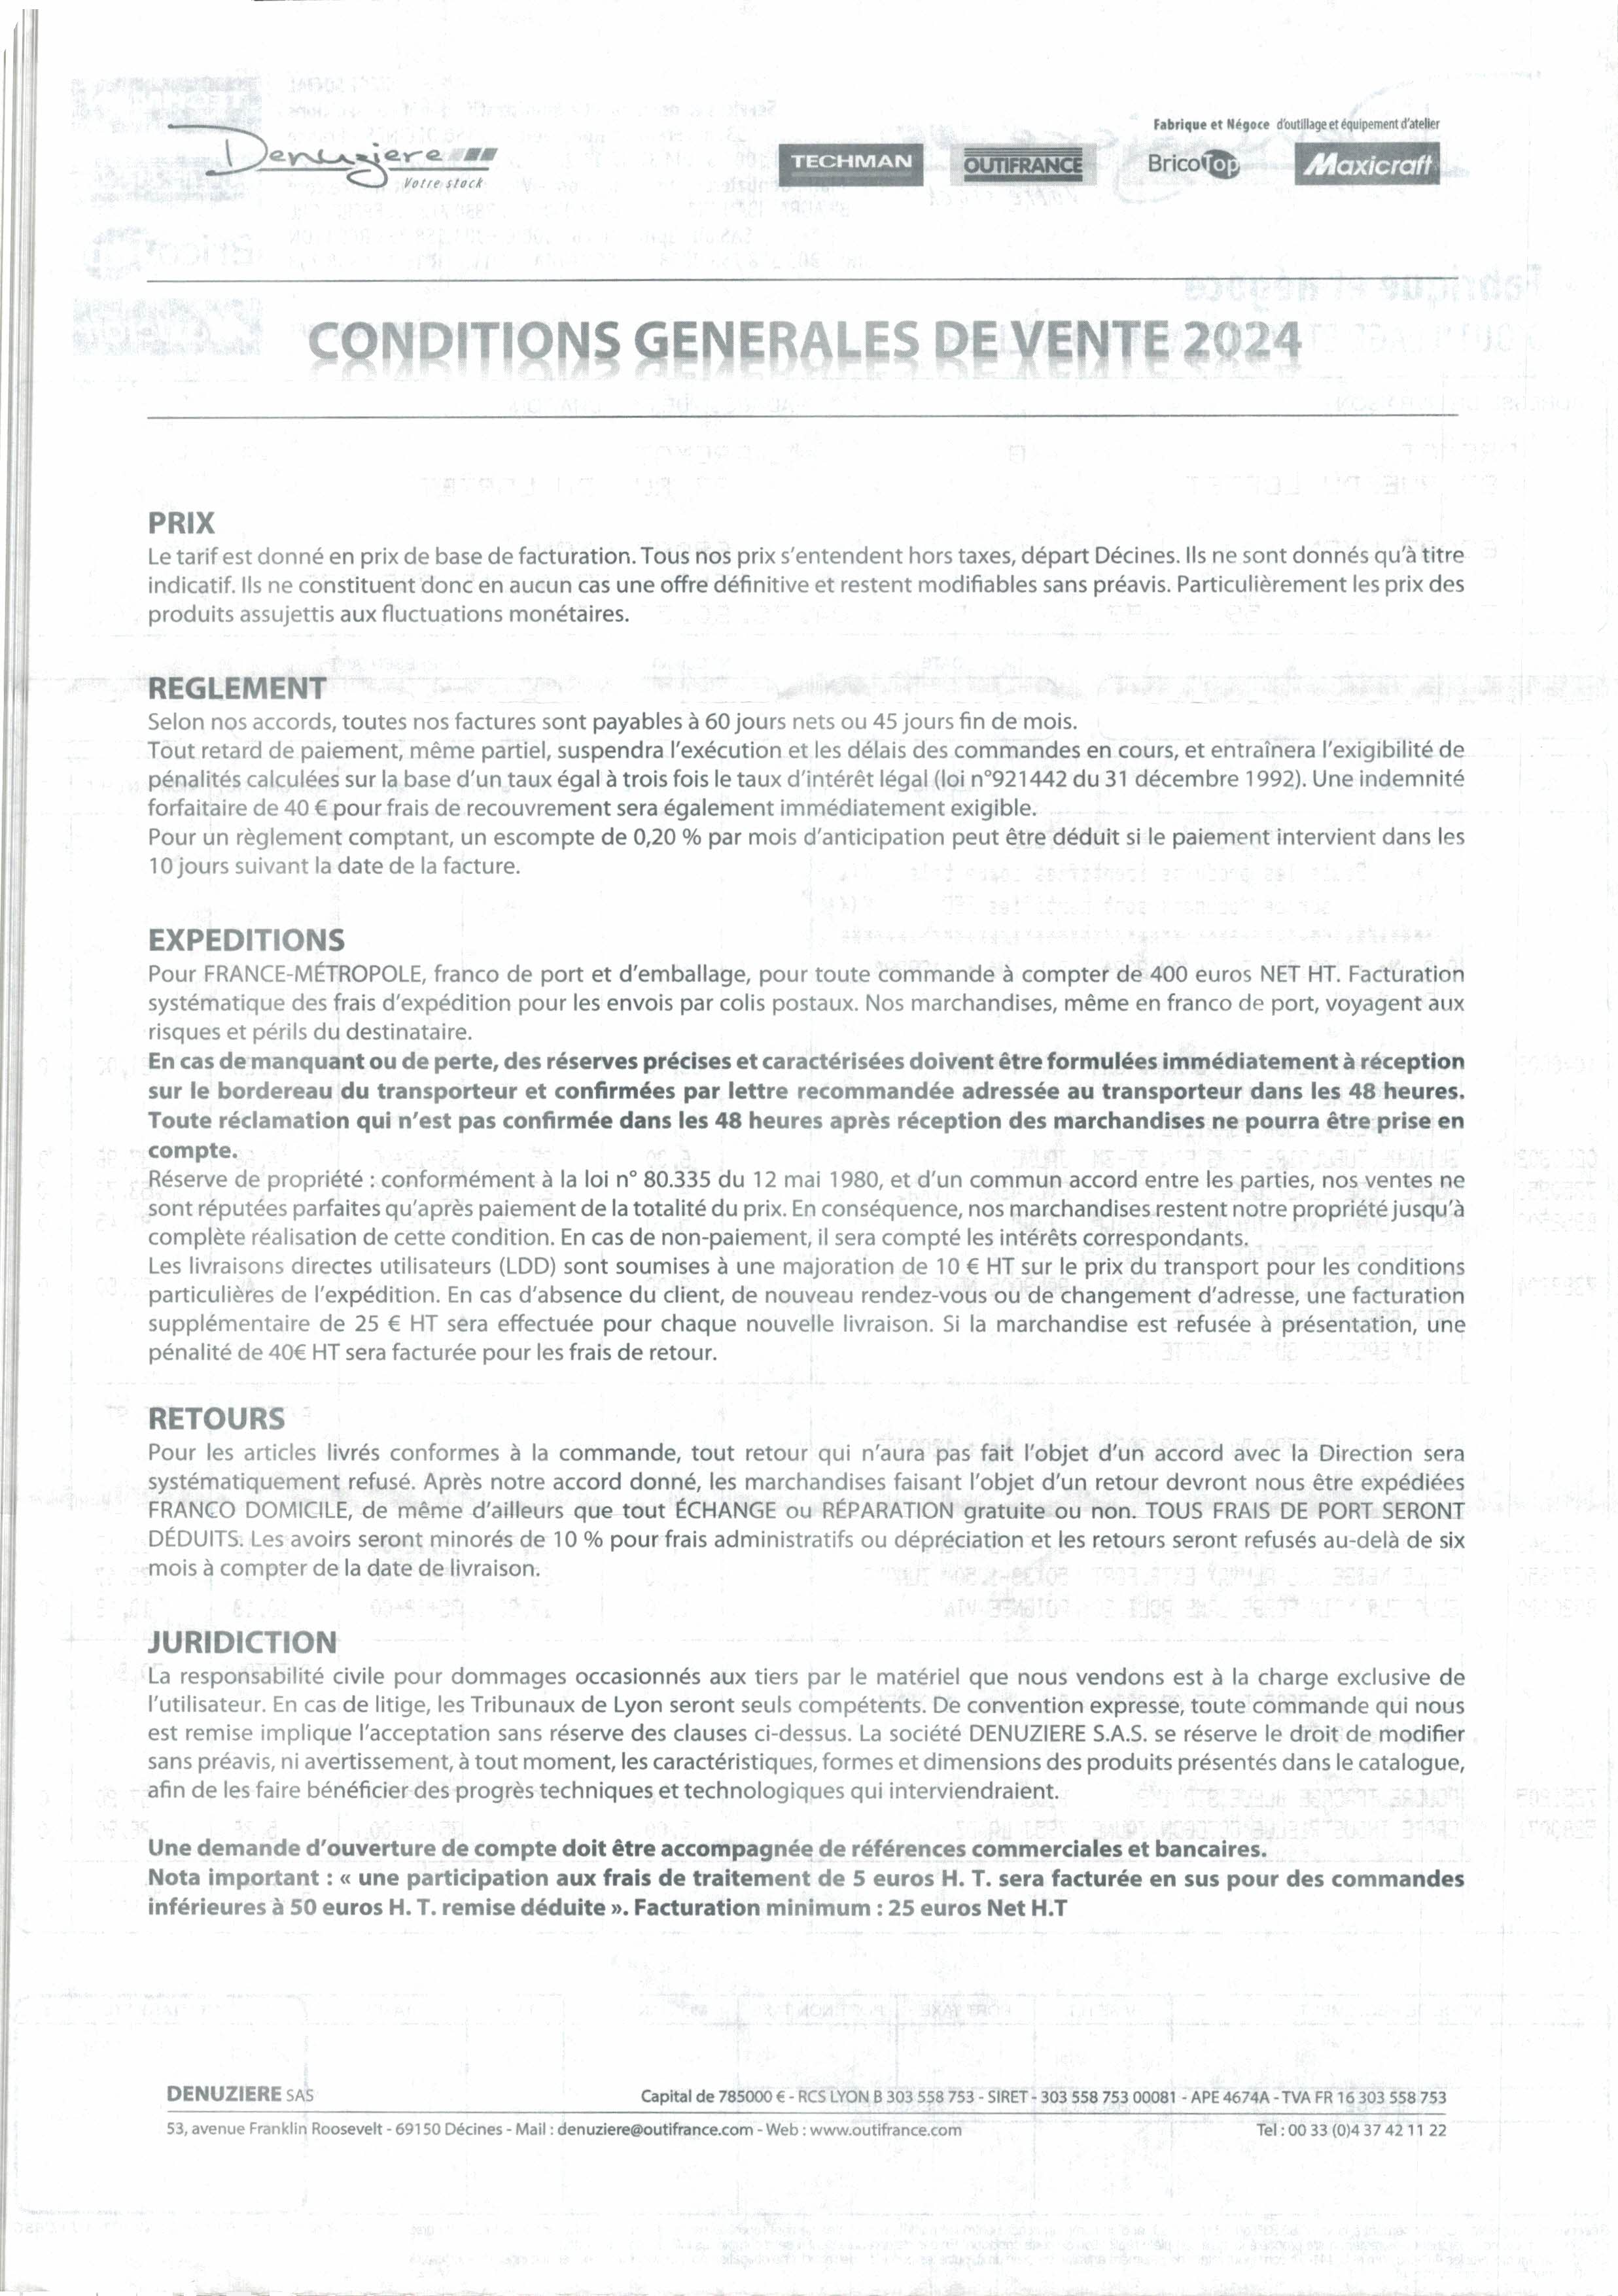 Denuziere
Votre stock
Fabrique et Négoce d'outillage et équipement d'atelier
TECHMAN
OUTIFRANCE
BricoTop
Maxicraft
CONDITIONS GENERALES DE VENTE 2024
PRIX
Le tarif est donné en prix de base de facturation. Tous nos prix s'entendent hors taxes, départ Décines. Ils ne sont donnés qu'à titre
indicatif. Ils ne constituent donc en aucun cas une offre définitive et restent modifiables sans préavis. Particulièrement les prix des
produits assujettis aux fluctuations monétaires.
REGLEMENT
Selon nos accords, toutes nos factures sont payables à 60 jours nets ou 45 jours fin de mois.
Tout retard de paiement, même partiel, suspendra l'exécution et les délais des commandes en cours, et entraînera l'exigibilité de
pénalités calculées sur la base d'un taux égal à trois fois le taux d'intérêt légal (loi n°921442 du 31 décembre 1992). Une indemnité
forfaitaire de 40 € pour frais de recouvrement sera également immédiatement exigible.
Pour un règlement comptant, un escompte de 0,20 % par mois d'anticipation peut être déduit si le paiement intervient dans les
10 jours suivant la date de la facture.
EXPEDITIONS
Pour FRANCE-MÉTROPOLE, franco de port et d'emballage, pour toute commande à compter de 400 euros NET HT. Facturation
systématique des frais d'expédition pour les envois par colis postaux. Nos marchandises, même en franco de port, voyagent aux
risques et périls du destinataire.
En cas de manquant ou de perte, des réserves précises et caractérisées doivent être formulées immédiatement à réception
sur le bordereau du transporteur et confirmées par lettre recommandée adressée au transporteur dans les 48 heures.
Toute réclamation qui n'est pas confirmée dans les 48 heures après réception des marchandises ne pourra être prise en
compte.
Réserve de propriété : conformément à la loi n° 80.335 du 12 mai 1980, et d'un commun accord entre les parties, nos ventes ne
sont réputées parfaites qu'après paiement de la totalité du prix. En conséquence, nos marchandises restent notre propriété jusqu'à
complète réalisation de cette condition. En cas de non-paiement, il sera compté les intérêts correspondants.
Les livraisons directes utilisateurs (LDD) sont soumises à une majoration de 10 € HT sur le prix du transport pour les conditions
particulières de l'expédition. En cas d'absence du client, de nouveau rendez-vous ou de changement d'adresse, une facturation
supplémentaire de 25 € HT sera effectuée pour chaque nouvelle livraison. Si la marchandise est refusée à présentation, une
pénalité de 40€ HT sera facturée pour les frais de retour.
RETOURS
Pour les articles livrés conformes à la commande, tout retour qui n'aura pas fait l'objet d'un accord avec la Direction sera
systématiquement refusé. Après notre accord donné, les marchandises faisant l'objet d'un retour devront nous être expédiées
FRANCO DOMICILE, de même d'ailleurs que tout ÉCHANGE ou RÉPARATION gratuite ou non. TOUS FRAIS DE PORT SERONT
DÉDUITS. Les avoirs seront minorés de 10 % pour frais administratifs ou dépréciation et les retours seront refusés au-delà de six
mois à compter de la date de livraison.
JURIDICTION
La responsabilité civile pour dommages occasionnés aux tiers par le matériel que nous vendons est à la charge exclusive de
l'utilisateur. En cas de litige, les Tribunaux de Lyon seront seuls compétents. De convention expresse, toute commande qui nous
est remise implique l'acceptation sans réserve des clauses ci-dessus. La société DENUZIERE S.A.S. se réserve le droit de modifier
sans préavis, ni avertissement, à tout moment, les caractéristiques, formes et dimensions des produits présentés dans le catalogue,
afin de les faire bénéficier des progrès techniques et technologiques qui interviendraient.
Une demande d'ouverture de compte doit être accompagnée de références commerciales et bancaires.
Nota important : « une participation aux frais de traitement de 5 euros H. T. sera facturée en sus pour des commandes
inférieures à 50 euros H. T. remise déduite ». Facturation minimum : 25 euros Net H.T
DENUZIERE SAS
Capital de 785000 € - RCS LYON B 303 558 753 - SIRET - 303 558 753 00081 - APE 4674A - TVA FR 16 303 558 753
53, avenue Franklin Roosevelt - 69150 Décines - Mail : denuziere@outifrance.com - Web : www.outifrance.com
Tel : 00 33 (0)4 37 42 11 22